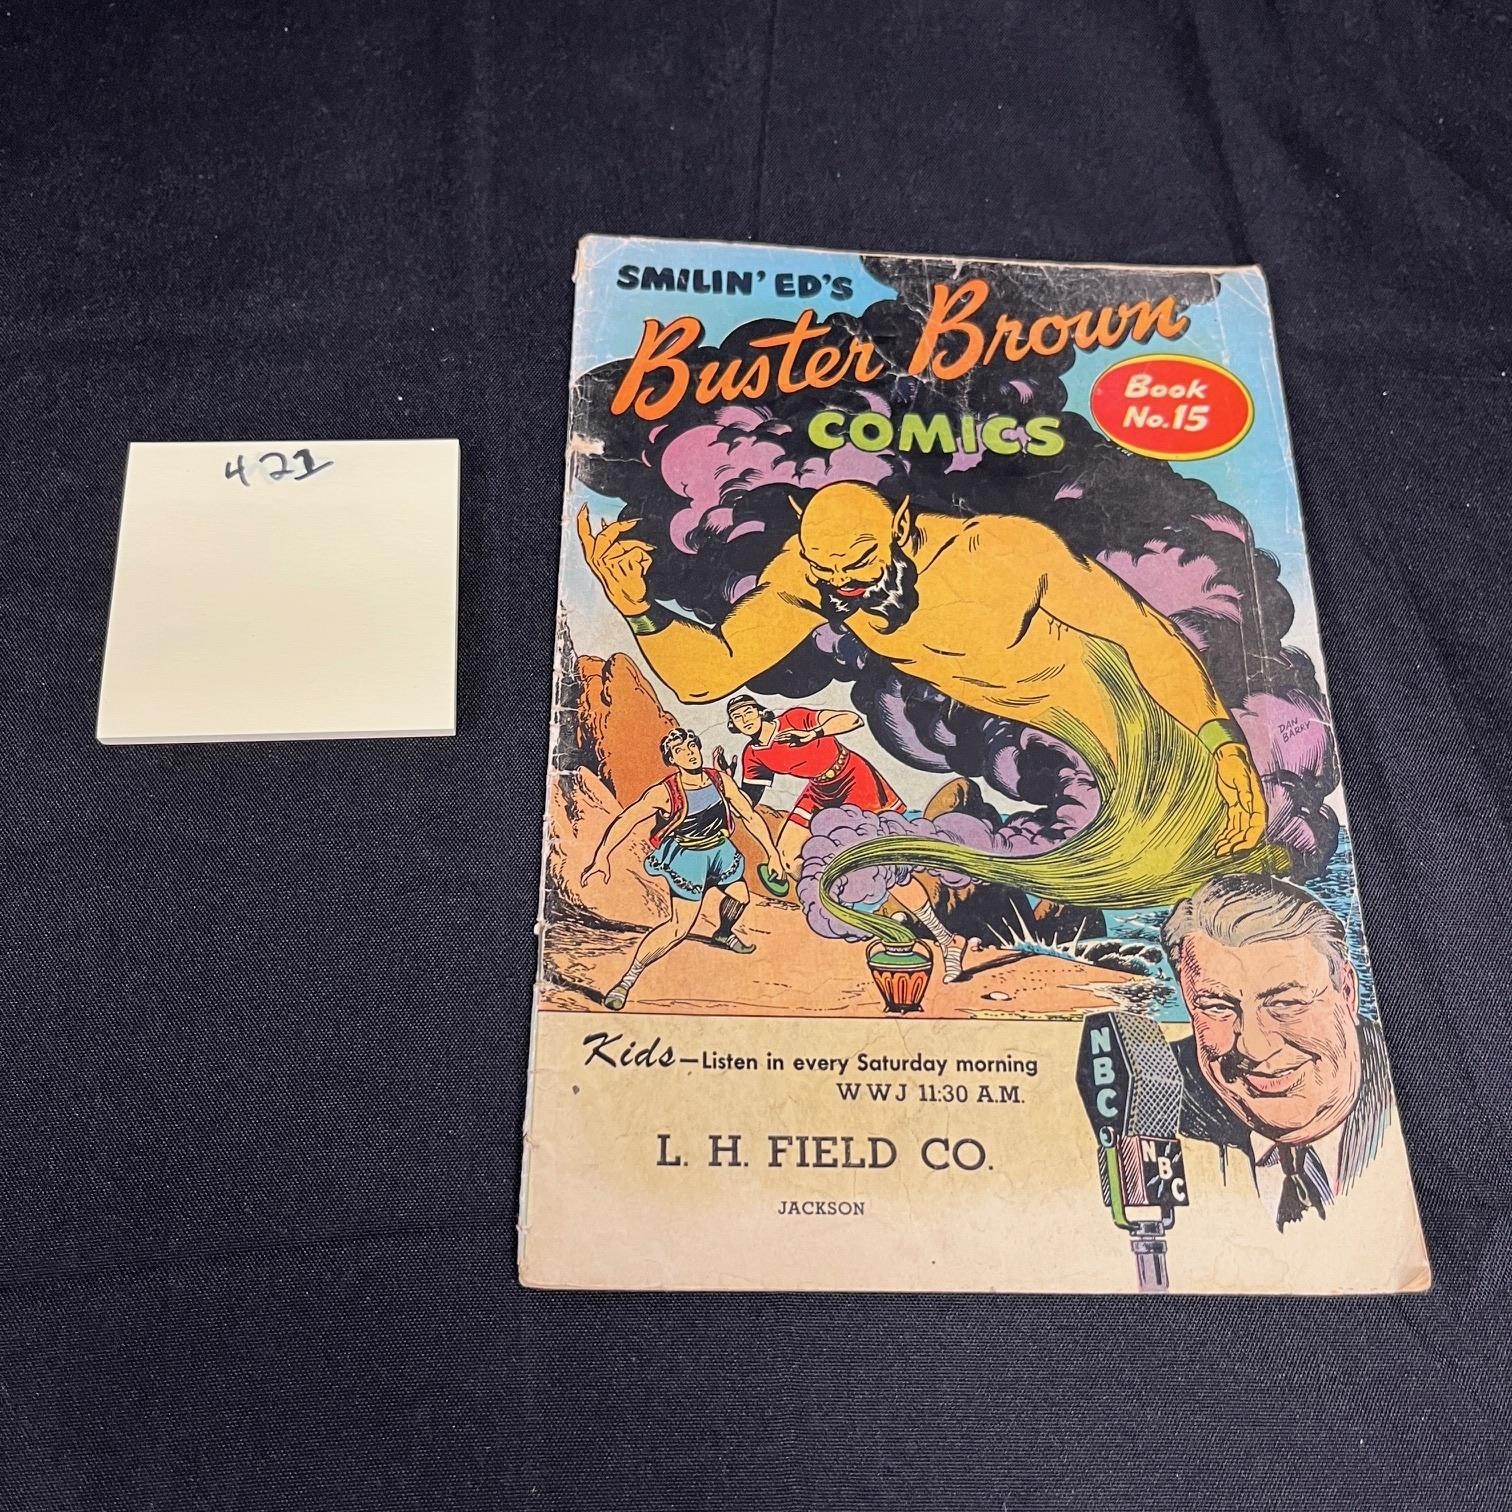 421
SMILIN' ED'S
Buster Brown
COMICS
Book
No. 15
DAN
BARRY
Kids—Listen in every Saturday morning
WWJ 11:30 A.M.
L. H. FIELD CO.
JACKSON
NBC
NBC